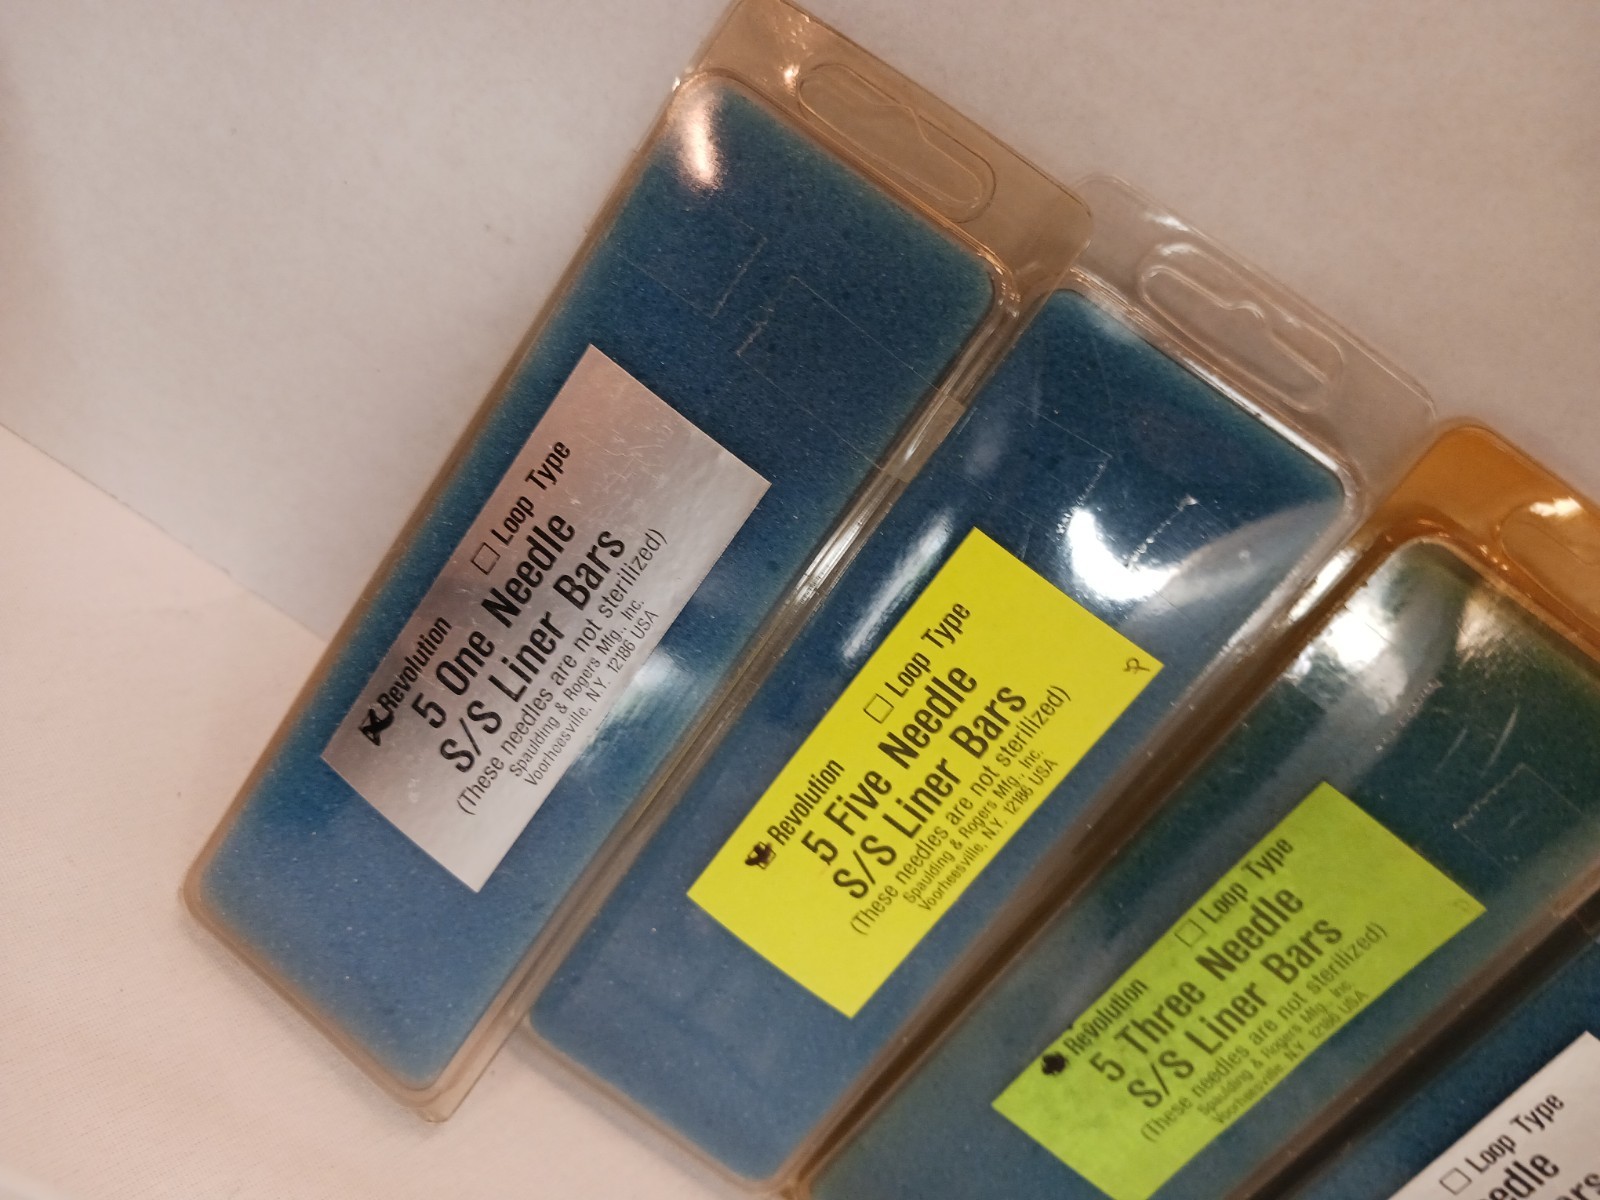 Revolution
☐ Loop Type
5 One Needle
S/S Liner Bars
(These needles are not sterilized)
Spaulding & Rogers Mfg., Inc.
Voorheesville, N.Y. 12186 USA
Revolution
☐ Loop Type
5 Five Needle
S/S Liner Bars
(These needles are not sterilized)
Spaulding & Rogers Mfg., Inc.
Voorheesville, N.Y. 12186 USA
Revolution
☐ Loop Type
5 Three Needle
S/S Liner Bars
(These needles are not sterilized)
Spaulding & Rogers Mfg., Inc.
Voorheesville, N.Y. 12186 USA
☐ Loop Type